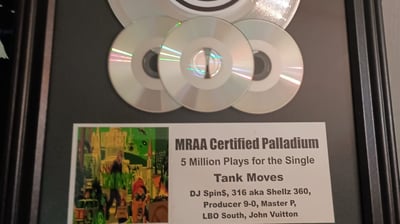 MRAA Certified Palladium
5 Million Plays for the Single
Tank Moves
DJ Spin$, 316 aka Shellz 360,
Producer 9-0, Master P,
LBO South, John Vuitton